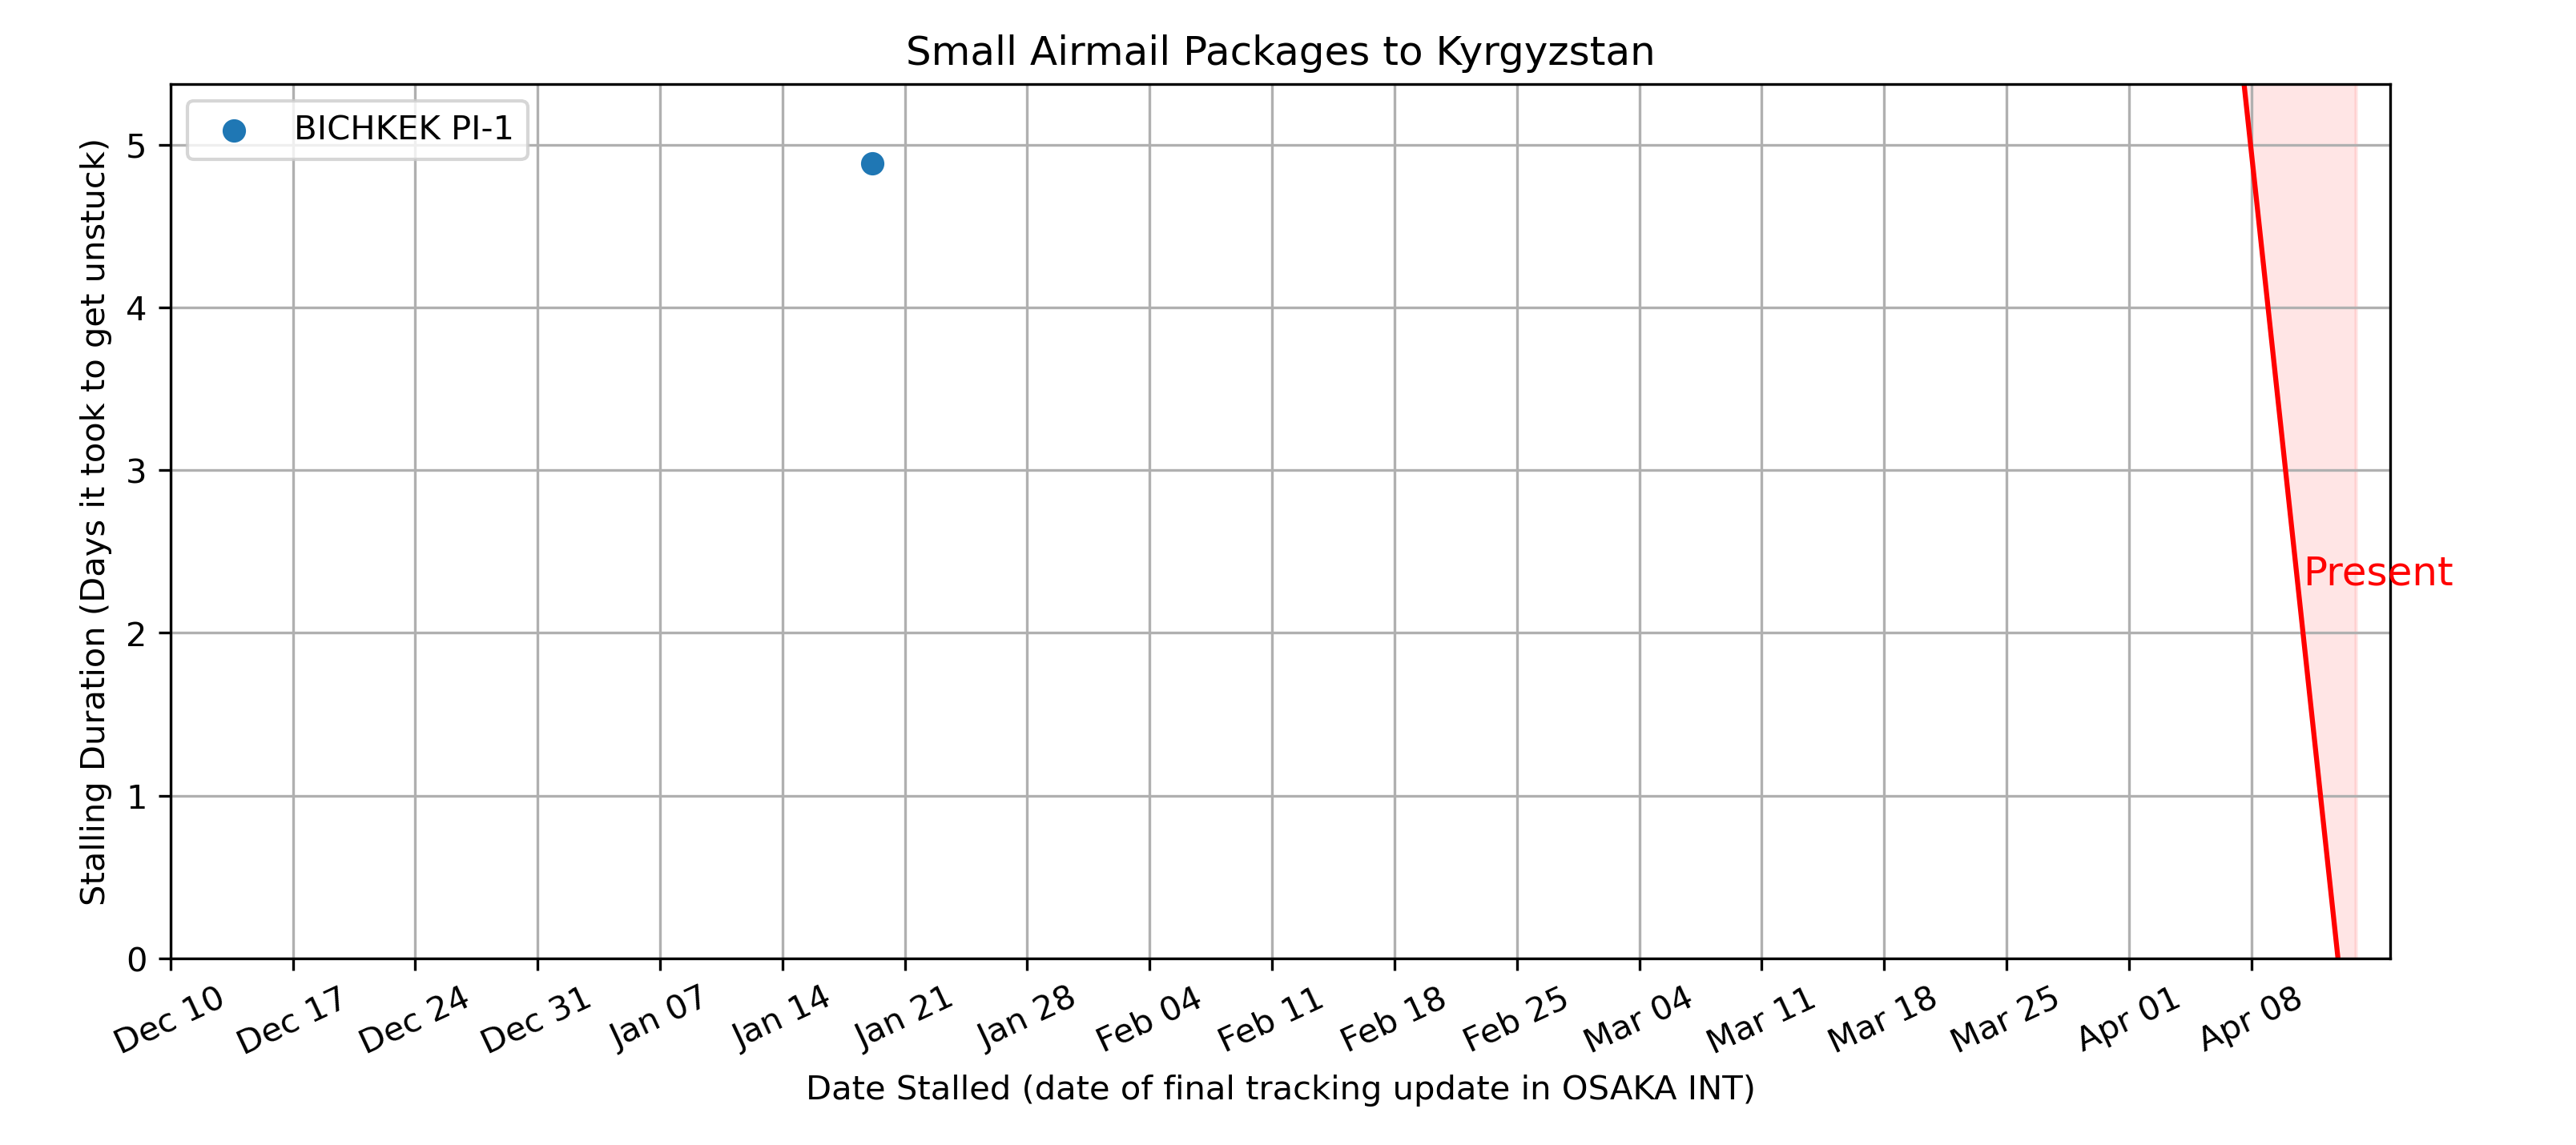 Small Airmail Packages to Kyrgyzstan
BICHKEK PI-1
Stalling Duration (Days it took to get unstuck)
5
4
3
2
1
0
Present
Dec 10
Dec 17
Dec 24
Dec 31
Jan 07
Jan 14
Jan 21
Jan 28
Feb 04
Feb 11
Feb 18
Feb 25
Mar 04
Mar 11
Mar 18
Mar 25
Apr 01
Apr 08
Date Stalled (date of final tracking update in OSAKA INT)